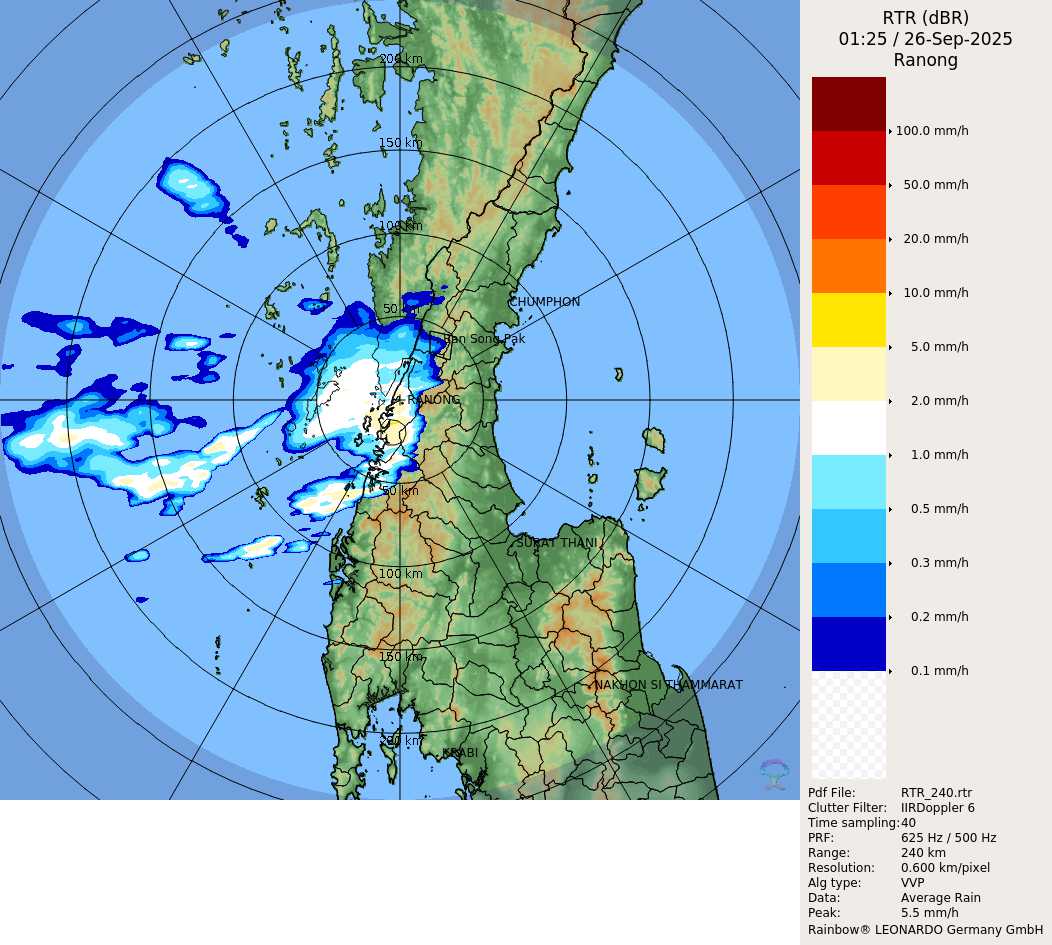 RTR (dBR)
01:25 / 26-Sep-2025
Ranong
200 km
150 km
100 km
50 km
CHUMPHON
Ban Song Pak
RANONG
50 km
SURAT THANI
100 km
150 km
NAKHON SI THAMMARAT
200 km
KRABI
100.0 mm/h
50.0 mm/h
20.0 mm/h
10.0 mm/h
5.0 mm/h
2.0 mm/h
1.0 mm/h
0.5 mm/h
0.3 mm/h
0.2 mm/h
0.1 mm/h
Pdf File: RTR_240.rtr
Clutter Filter: IIRDoppler 6
Time sampling:40
PRF: 625 Hz / 500 Hz
Range: 240 km
Resolution: 0.600 km/pixel
Alg type: VVP
Data: Average Rain
Peak: 5.5 mm/h
Rainbow® LEONARDO Germany GmbH